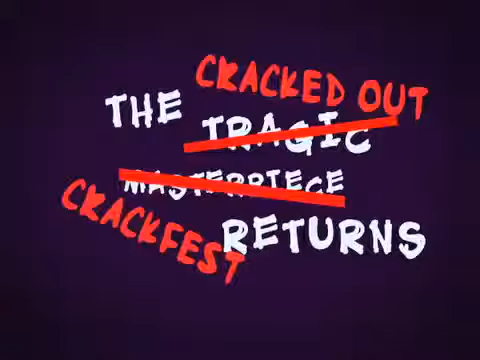 CRACKED OUT
THE TRAGIC
MASTERPIECE
CRACKFEST
RETURNS